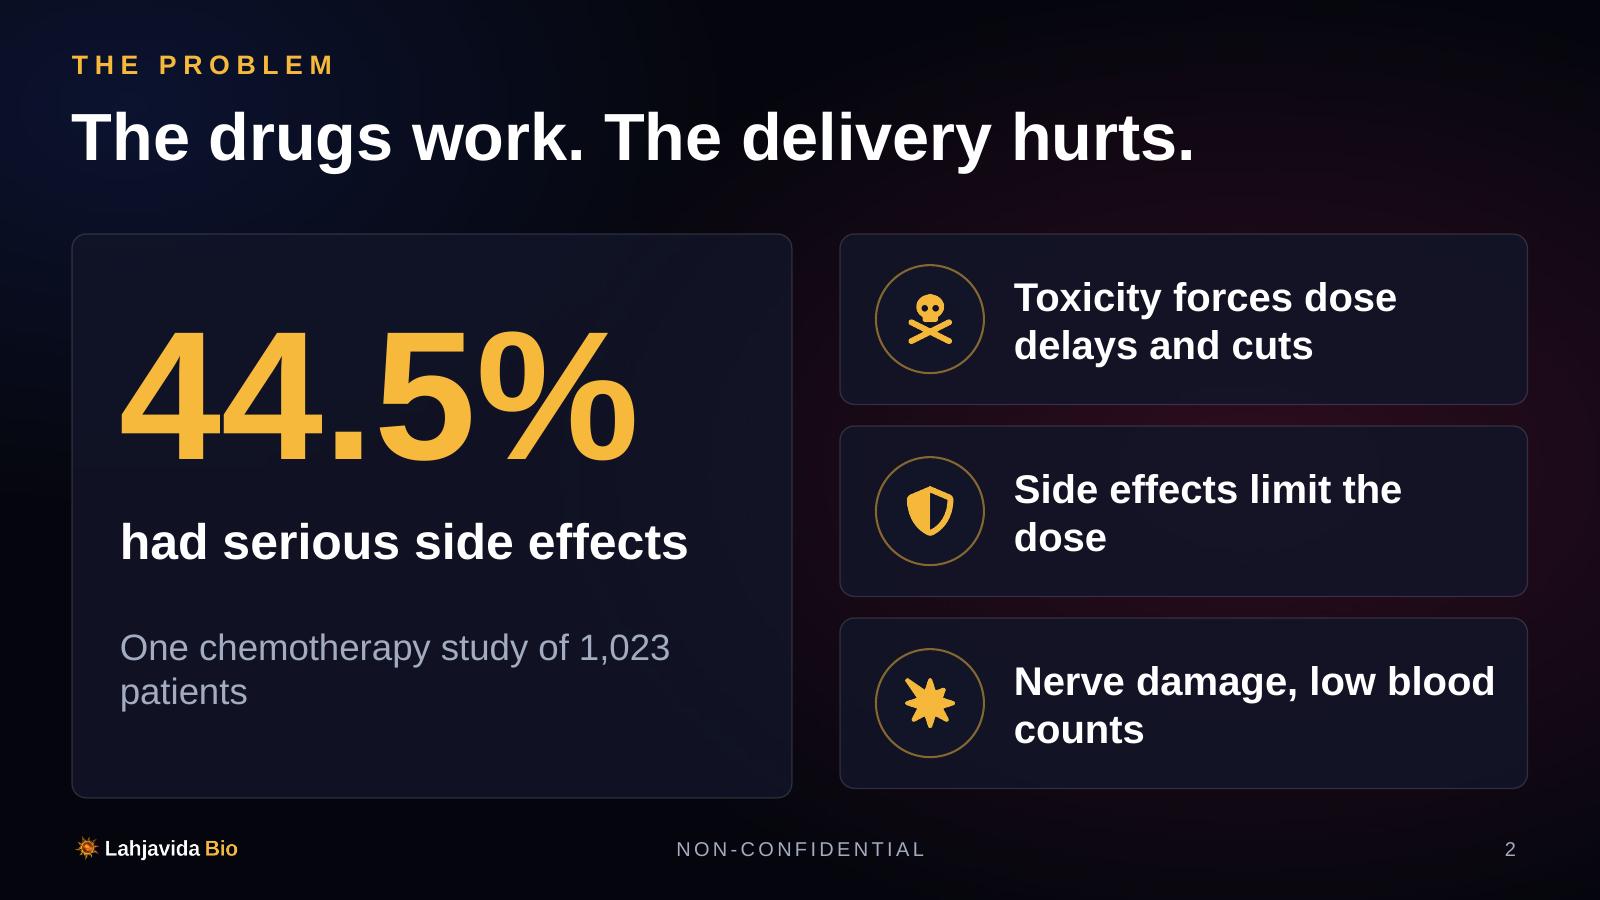 THE PROBLEM
The drugs work. The delivery hurts.
44.5%
had serious side effects
One chemotherapy study of 1,023
patients
Toxicity forces dose
delays and cuts
Side effects limit the
dose
Nerve damage, low blood
counts
Lahjavida Bio
NON-CONFIDENTIAL
2